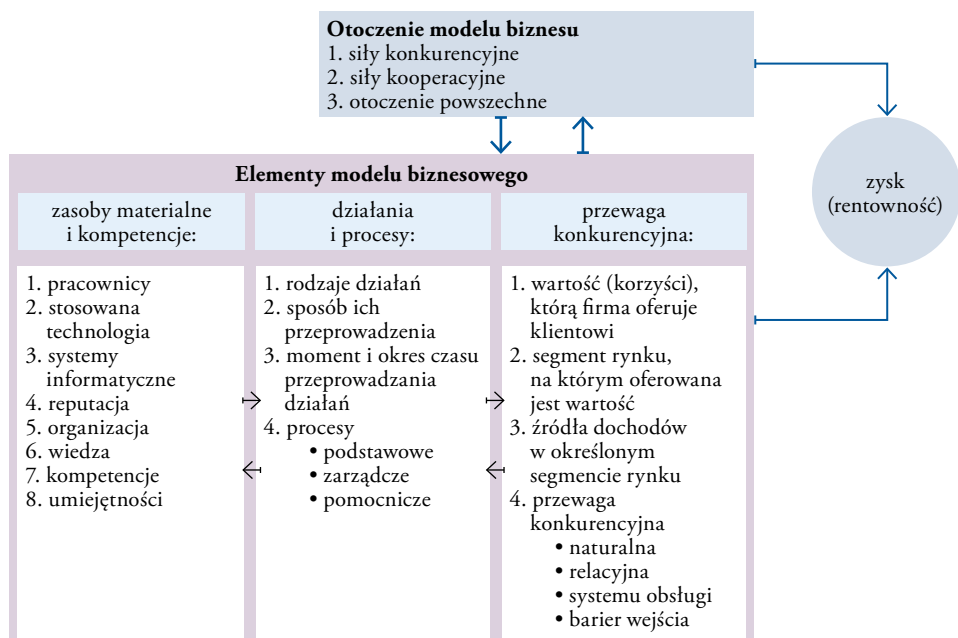 Otoczenie modelu biznesu
1. siły konkurencyjne
2. siły kooperacyjne
3. otoczenie powszechne
zysk
(rentowność)
Elementy modelu biznesowego
zasoby materialne
i kompetencje:
1. pracownicy
2. stosowana
technologia
3. systemy
informatyczne
4. reputacja
5. organizacja
6. wiedza
7. kompetencje
8. umiejętności
działania
i procesy:
1. rodzaje działań
2. sposób ich
przeprowadzenia
3. moment i okres czasu
przeprowadzania
działań
4. procesy
• podstawowe
• zarządcze
• pomocnicze
przewaga
konkurencyjna:
1. wartość (korzyści),
którą firma oferuje
klientowi
2. segment rynku,
na którym oferowana
jest wartość
3. źródła dochodów
w określonym
segmencie rynku
4. przewaga
konkurencyjna
• naturalna
• relacyjna
• systemu obsługi
• barier wejścia